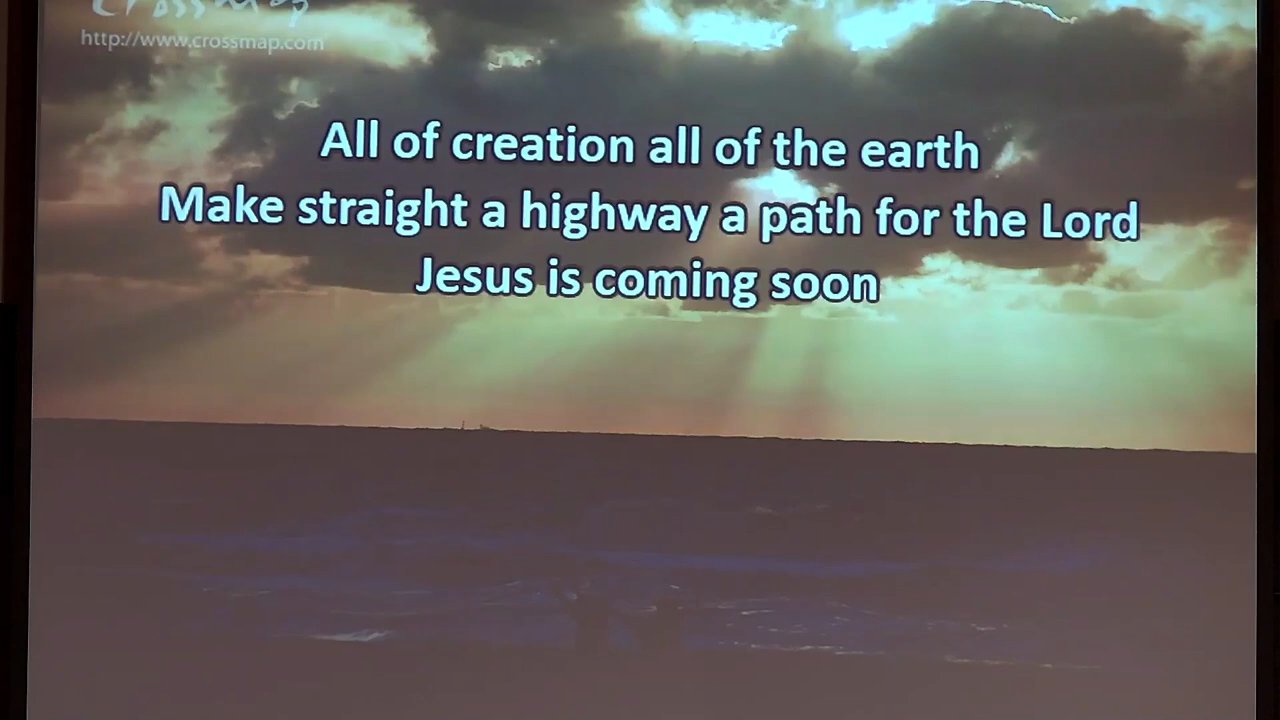 Crossmap
http://www.crossmap.com
All of creation all of the earth
Make straight a highway a path for the Lord
Jesus is coming soon